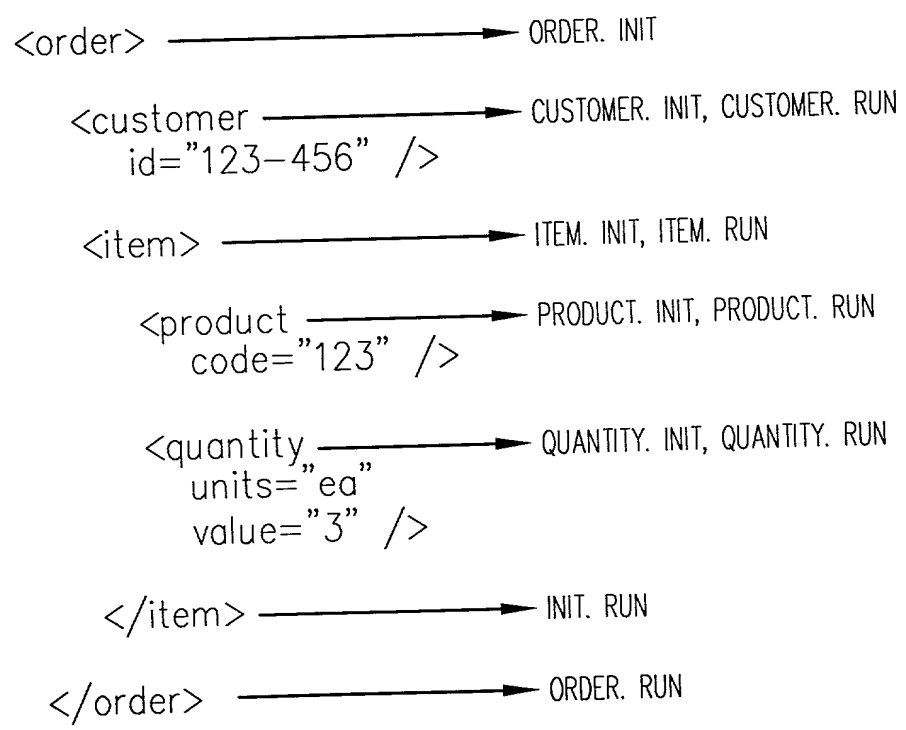 <order> ORDER. INIT
<customer CUSTOMER. INIT, CUSTOMER. RUN
id="123-456" />
<item> ITEM. INIT, ITEM. RUN
<product PRODUCT. INIT, PRODUCT. RUN
code="123" />
<quantity QUANTITY. INIT, QUANTITY. RUN
units="ea"
value="3" />
</item> INIT. RUN
</order> ORDER. RUN